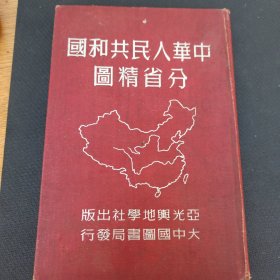 中華人民共和國
分省精圖
亞光輿地學社出版
大中國圖書局發行